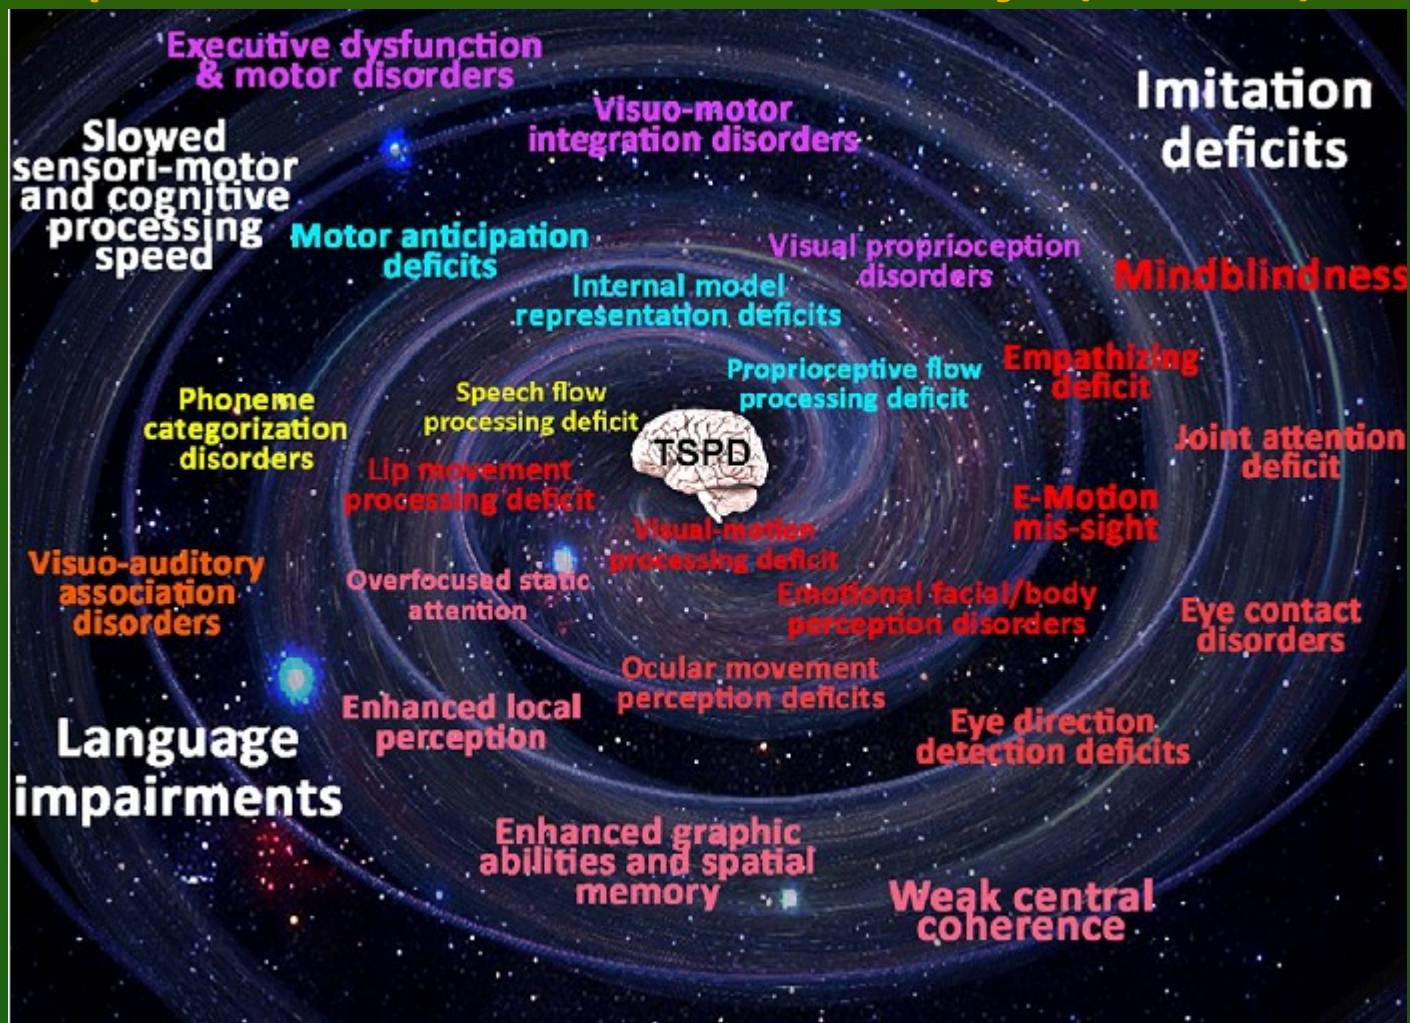 Executive dysfunction
& motor disorders
Visuo-motor
integration disorders
Imitation
deficits
Slowed
sensori-motor
and cognitive
processing
speed
Motor anticipation
deficits
Visual proprioception
disorders
Mindblindness
Internal model
representation deficits
Proprioceptive flow
processing deficit
Empathizing
deficit
Phoneme
categorization
disorders
Speech flow
processing deficit
TSPD
Joint attention
deficit
Lip movement
processing deficit
E-Motion
mis-sight
Visual-motion
processing deficit
Visuo-auditory
association
disorders
Overfocused static
attention
Emotional facial/body
perception disorders
Eye contact
disorders
Ocular movement
perception deficits
Enhanced local
perception
Eye direction
detection deficits
Language
impairments
Enhanced graphic
abilities and spatial
memory
Weak central
coherence